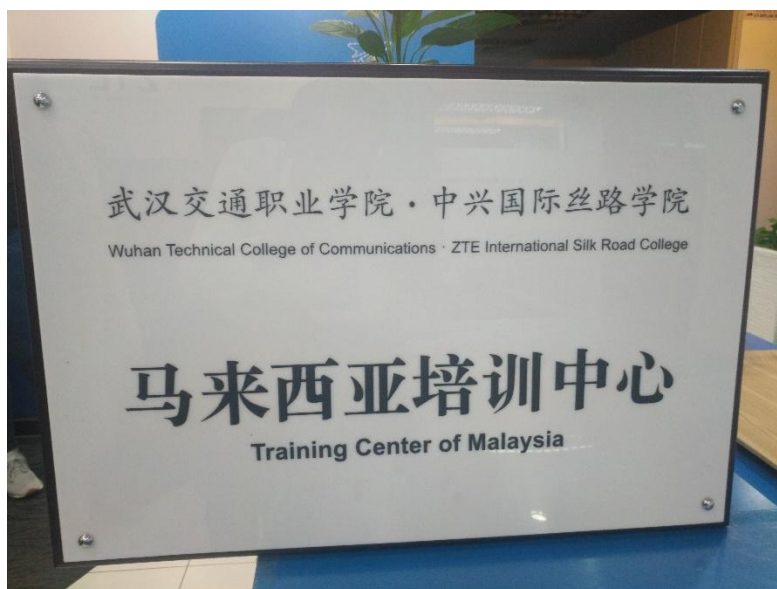 武汉交通职业学院·中兴国际丝路学院
Wuhan Technical College of Communications · ZTE International Silk Road College
马来西亚培训中心
Training Center of Malaysia